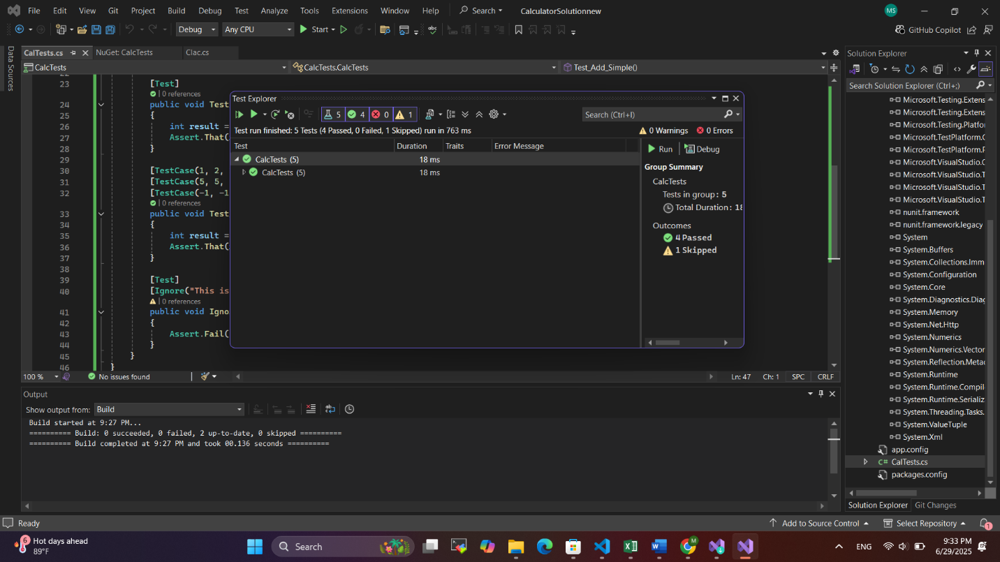 File Edit View Git Project Build Debug Test Analyze Tools Extensions Window Help Search CalculatorSolutionnew MS
Debug Any CPU Start GitHub Copilot
Data Sources
CalTests.cs NuGet: CalcTests Clac.cs
CalcTests CalcTests.CalcTests Test_Add_Simple()
23 [Test]
0 references
24 public void Test
25 {
26 int result =
27 Assert.That(
28 }
29
30 [TestCase(1, 2,
31 [TestCase(5, 5,
32 [TestCase(-1, -1
0 references
33 public void Test
34 {
35 int result =
36 Assert.That(
37 }
38
39 [Test]
40 [Ignore("This is
0 references
41 public void Igno
42 {
43 Assert.Fail(
44 }
45 }
46 }
Test Explorer
5 4 0 1 Search (Ctrl+I)
Test run finished: 5 Tests (4 Passed, 0 Failed, 1 Skipped) run in 763 ms 0 Warnings 0 Errors
Test Duration Traits Error Message
CalcTests (5) 18 ms
CalcTests (5) 18 ms
Run Debug
Group Summary
CalcTests
Tests in group: 5
Total Duration: 18
Outcomes
4 Passed
1 Skipped
100 % No issues found Ln: 47 Ch: 1 SPC CRLF
Output
Show output from: Build
Build started at 9:27 PM...
========== Build: 0 succeeded, 0 failed, 2 up-to-date, 0 skipped ==========
========== Build completed at 9:27 PM and took 00.136 seconds ==========
Solution Explorer
Search Solution Explorer (Ctrl+;)
Microsoft.Testing.Extens
Microsoft.Testing.Extens
Microsoft.Testing.Platfor
Microsoft.TestPlatform.C
Microsoft.TestPlatform.P
Microsoft.VisualStudio.C
Microsoft.VisualStudio.T
Microsoft.VisualStudio.T
Microsoft.VisualStudio.T
nunit.framework
nunit.framework.legacy
System
System.Buffers
System.Collections.Imm
System.Configuration
System.Core
System.Diagnostics.Diag
System.Memory
System.Net.Http
System.Numerics
System.Numerics.Vector
System.Reflection.Meta
System.Runtime
System.Runtime.Compil
System.Runtime.Serializa
System.Threading.Tasks.
System.ValueTuple
System.Xml
app.config
C# CalTests.cs
packages.config
Solution Explorer Git Changes
Ready Add to Source Control Select Repository 1
6 Hot days ahead
89°F
Search
ENG
9:33 PM
6/29/2025